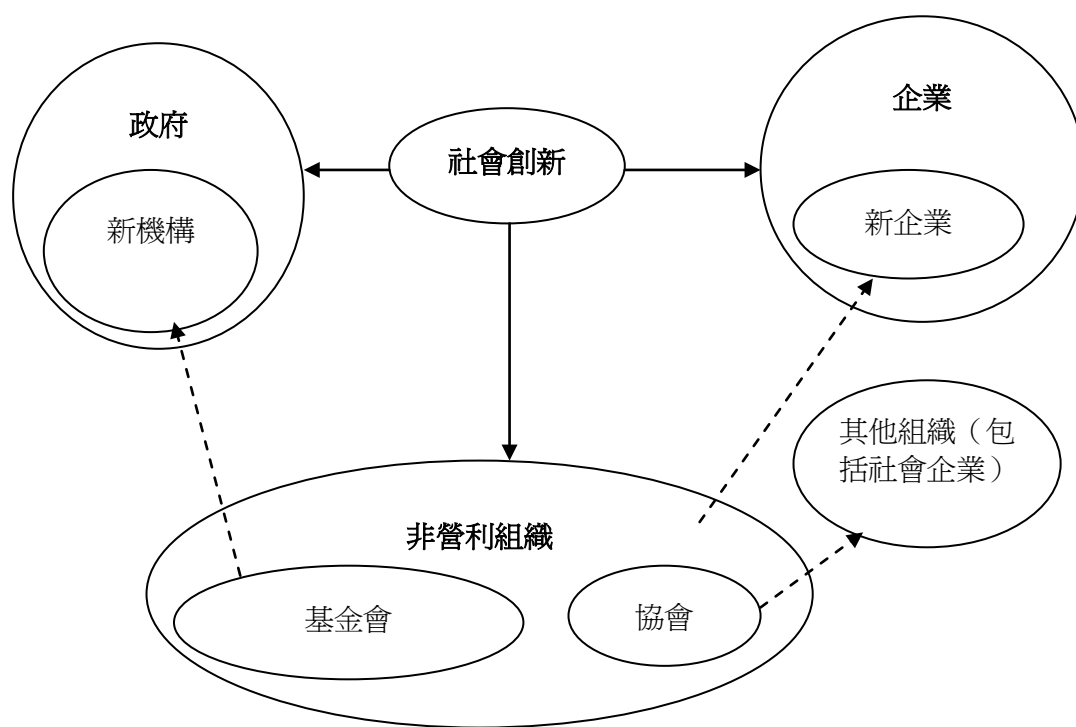 企業
政府
社會創新
新機構
新企業
其他組織（包
括社會企業）
非營利組織
基金會
協會